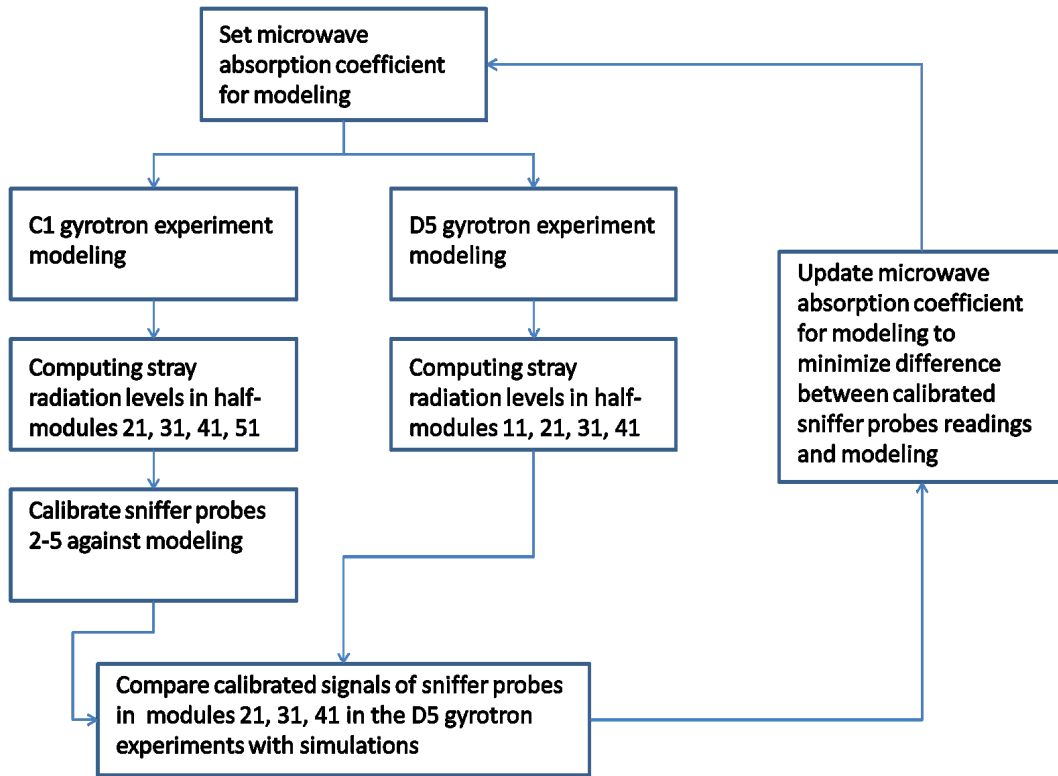 Set microwave
absorption coefficient
for modeling
C1 gyrotron experiment
modeling
D5 gyrotron experiment
modeling
Update microwave
absorption coefficient
for modeling to
minimize difference
between calibrated
sniffer probes readings
and modeling
Computing stray
radiation levels in half-
modules 21, 31, 41, 51
Computing stray
radiation levels in half-
modules 11, 21, 31, 41
Calibrate sniffer probes
2-5 against modeling
Compare calibrated signals of sniffer probes
in modules 21, 31, 41 in the D5 gyrotron
experiments with simulations